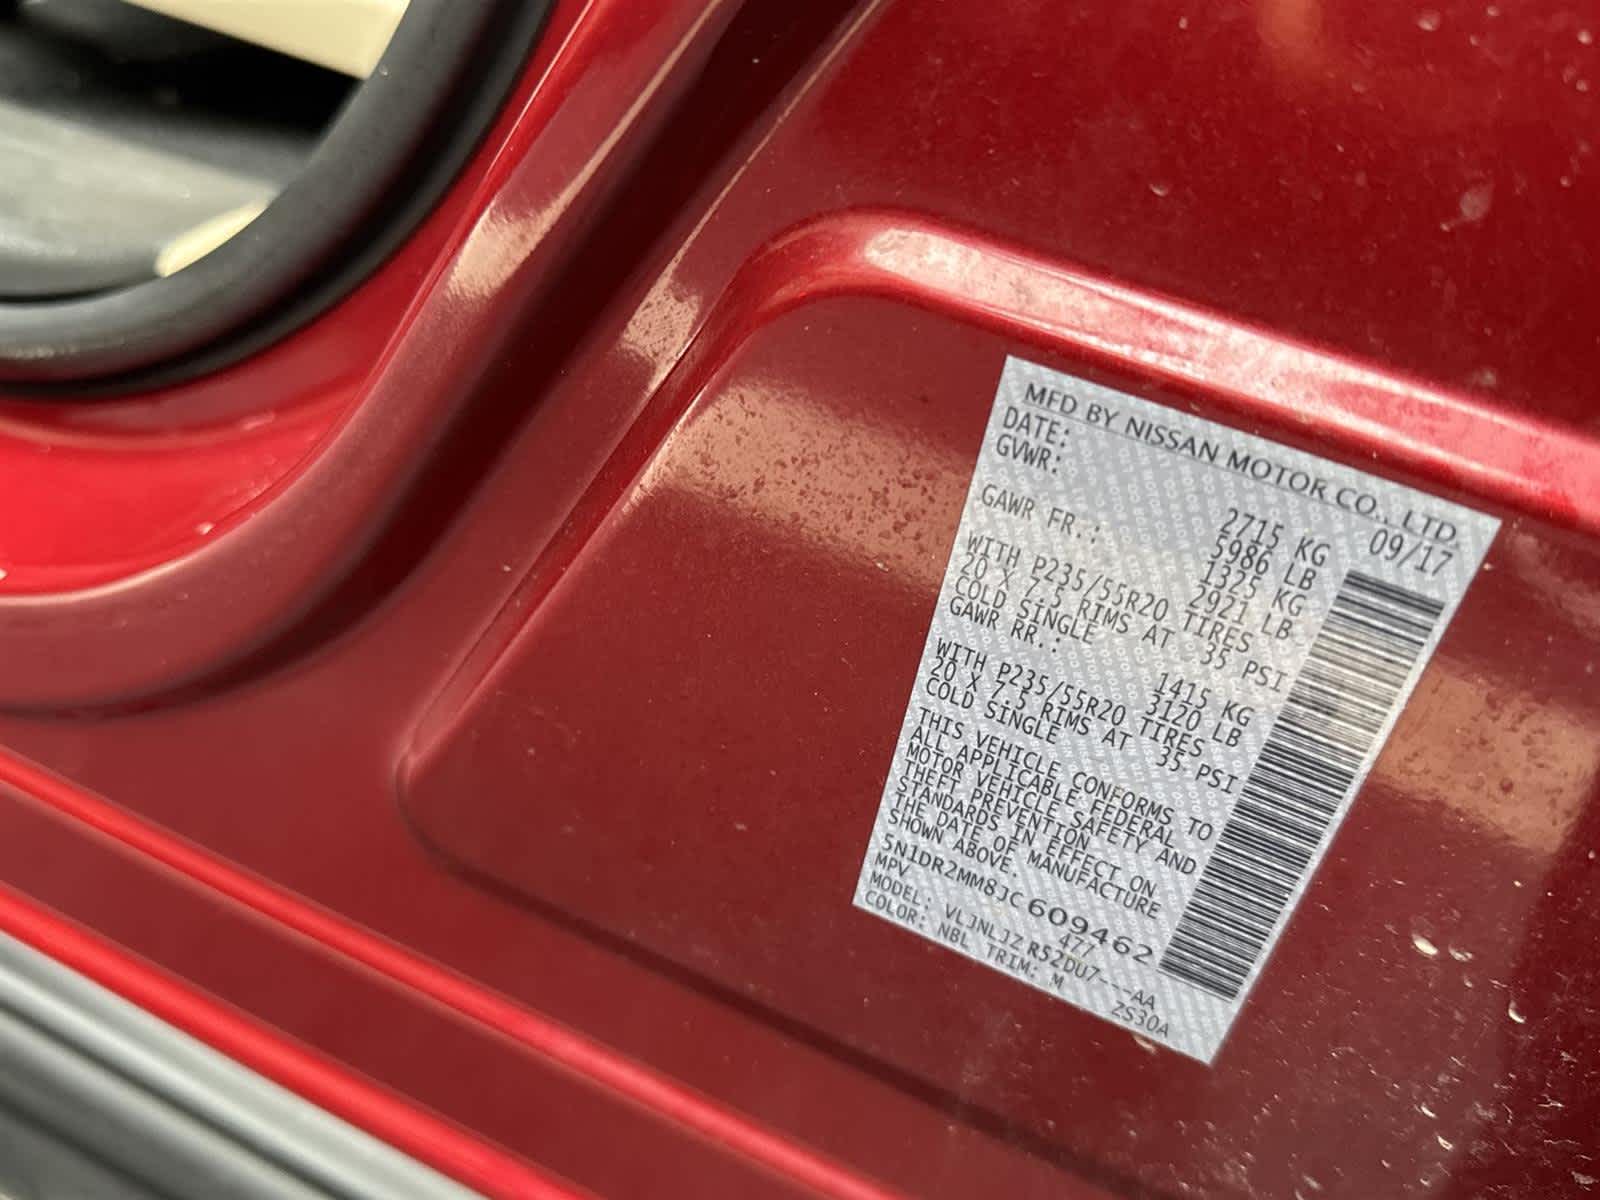 MFD BY NISSAN MOTOR CO., LTD.
DATE: 09/17
GVWR: 2715 KG
5986 LB
GAWR FR.: 1325 KG
2921 LB
WITH P235/55R20 TIRES
20 X 7.5 RIMS AT 35 PSI
COLD SINGLE
GAWR RR.: 1415 KG
3120 LB
WITH P235/55R20 TIRES
20 X 7.5 RIMS AT 35 PSI
COLD SINGLE
THIS VEHICLE CONFORMS TO
ALL APPLICABLE FEDERAL
MOTOR VEHICLE SAFETY AND
THEFT PREVENTION
STANDARDS IN EFFECT ON
THE DATE OF MANUFACTURE
SHOWN ABOVE.
5N1DR2MM8JC609462
MPV 477
MODEL: VLJNLJZ R52DU7---AA
COLOR: NBL TRIM: M ZS30A